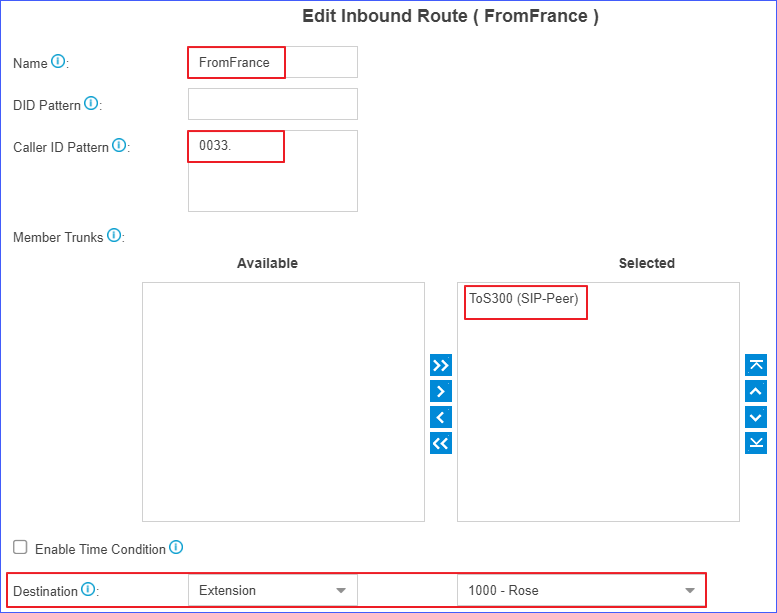 Edit Inbound Route ( FromFrance )
Name i: FromFrance
DID Pattern i:
Caller ID Pattern i: 0033.
Member Trunks i:
Available Selected
ToS300 (SIP-Peer)
Enable Time Condition i
Destination i: Extension 1000 - Rose